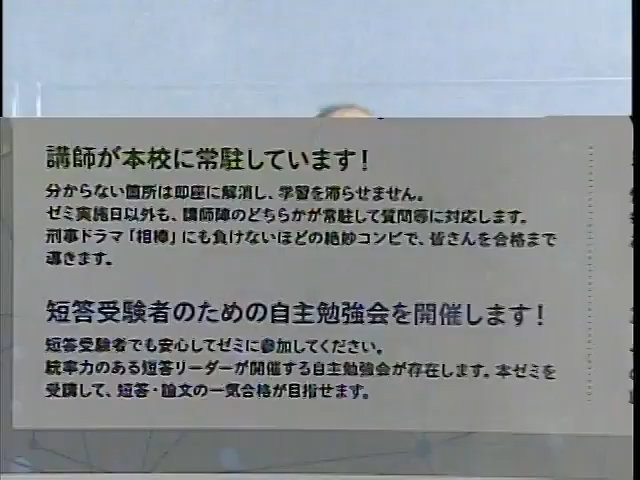 講師が本校に常駐しています！
分からない箇所は即座に解消し、学習を滞らせません。
ゼミ実施日以外も、講師陣のどちらかが常駐して質問等に対応します。
刑事ドラマ「相棒」にも負けないほどの絶妙コンビで、皆さんを合格まで
導きます。
短答受験者のための自主勉強会を開催します！
短答受験者でも安心してゼミに参加してください。
統率力のある短答リーダーが開催する自主勉強会が存在します。本ゼミを
受講して、短答・論文の一気合格が目指せます。